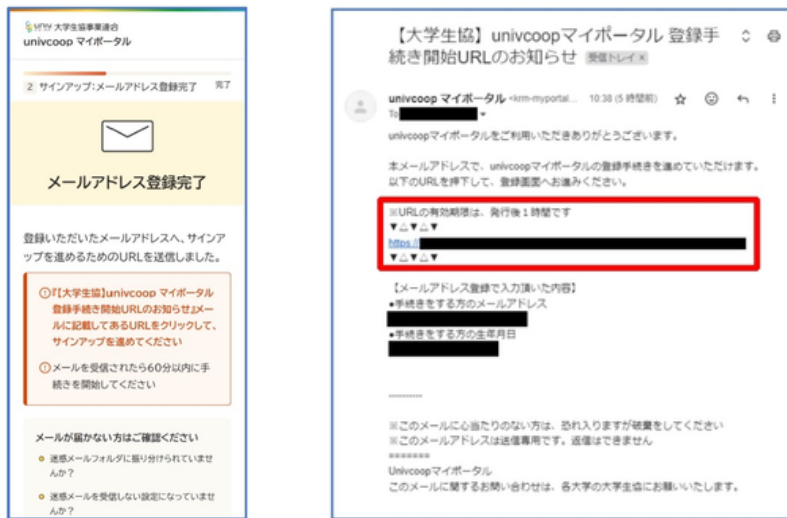 大学生協事業連合
univcoop マイポータル
2 サインアップ:メールアドレス登録完了 完了
メールアドレス登録完了
登録いただいたメールアドレスへ、サインア
ップを進めるためのURLを送信しました。
『【大学生協】univcoop マイポータル
登録手続き開始URLのお知らせ』メー
ルに記載してあるURLをクリックして、
サインアップを進めてください
メールを受信されたら60分以内に手
続きを開始してください
メールが届かない方はご確認ください
迷惑メールフォルダに振り分けられていませ
んか?
迷惑メールを受信しない設定になっていませ
んか?
【大学生協】univcoopマイポータル 登録手
続き開始URLのお知らせ 受信トレイ ×
univcoop マイポータル <krm-myportal... 10:38 (5 時間前)
To
univcoopマイポータルをご利用いただきありがとうございます。
本メールアドレスで、univcoopマイポータルの登録手続きを進めていただけます。
以下のURLを押下して、登録画面へお進みください。
※URLの有効期限は、発行後1時間です
▼△▼△▼
https://
▼△▼△▼
【メールアドレス登録で入力頂いた内容】
●手続きをする方のメールアドレス
●手続きをする方の生年月日
----------
※このメールに心当たりのない方は、恐れ入りますが破棄をしてください
※このメールアドレスは送信専用です。返信はできません
=======
Univcoopマイポータル
このメールに関するお問い合わせは、各大学の大学生協にお願いいたします。